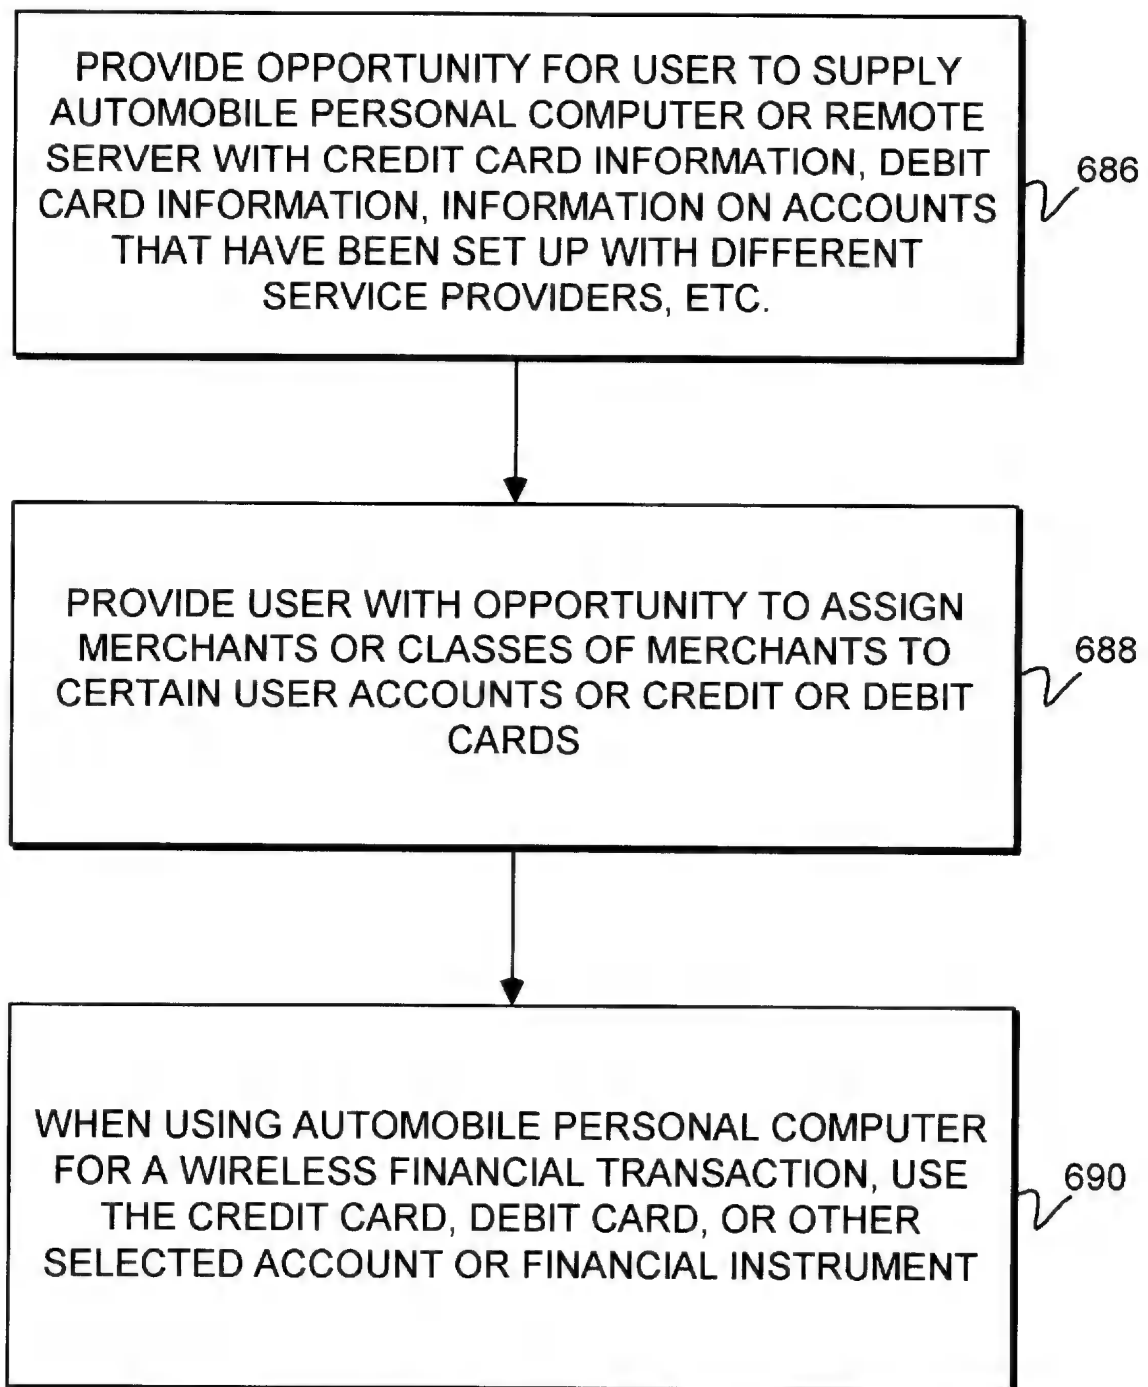 PROVIDE OPPORTUNITY FOR USER TO SUPPLY
AUTOMOBILE PERSONAL COMPUTER OR REMOTE
SERVER WITH CREDIT CARD INFORMATION, DEBIT
CARD INFORMATION, INFORMATION ON ACCOUNTS
THAT HAVE BEEN SET UP WITH DIFFERENT
SERVICE PROVIDERS, ETC.
686
PROVIDE USER WITH OPPORTUNITY TO ASSIGN
MERCHANTS OR CLASSES OF MERCHANTS TO
CERTAIN USER ACCOUNTS OR CREDIT OR DEBIT
CARDS
688
WHEN USING AUTOMOBILE PERSONAL COMPUTER
FOR A WIRELESS FINANCIAL TRANSACTION, USE
THE CREDIT CARD, DEBIT CARD, OR OTHER
SELECTED ACCOUNT OR FINANCIAL INSTRUMENT
690